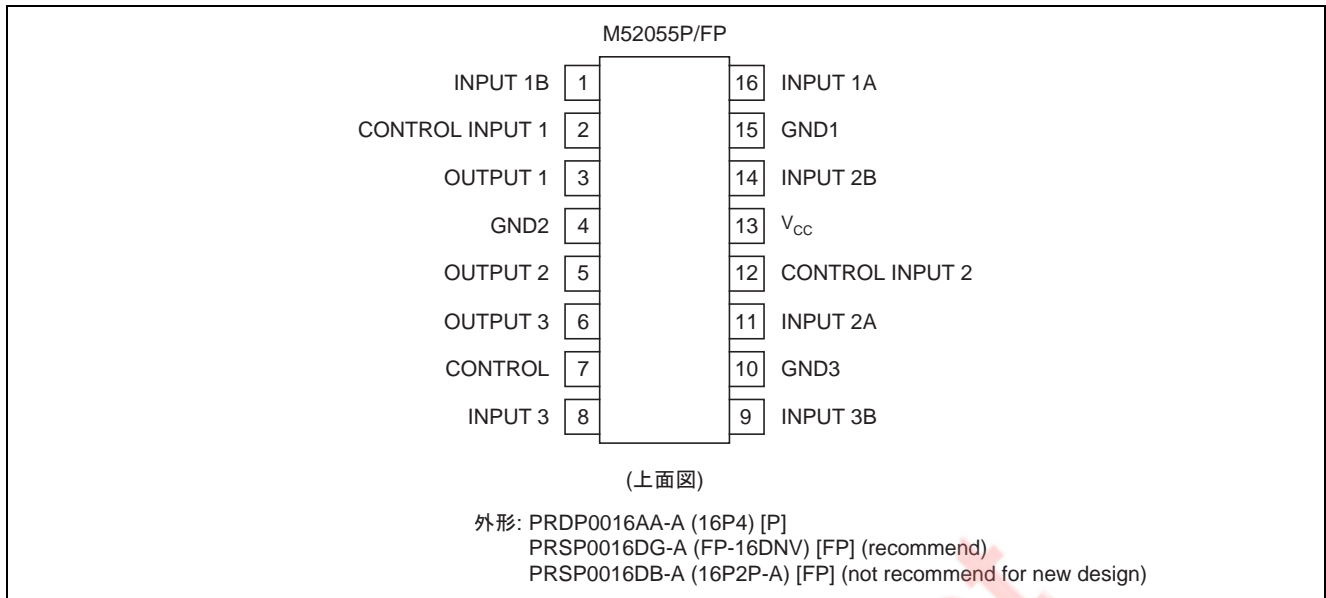 M52055P/FP
INPUT 1B 1 16 INPUT 1A
CONTROL INPUT 1 2 15 GND1
OUTPUT 1 3 14 INPUT 2B
GND2 4 13 VCC
OUTPUT 2 5 12 CONTROL INPUT 2
OUTPUT 3 6 11 INPUT 2A
CONTROL 7 10 GND3
INPUT 3 8 9 INPUT 3B
(上面図)
外形: PRDP0016AA-A (16P4) [P]
PRSP0016DG-A (FP-16DNV) [FP] (recommend)
PRSP0016DB-A (16P2P-A) [FP] (not recommend for new design)